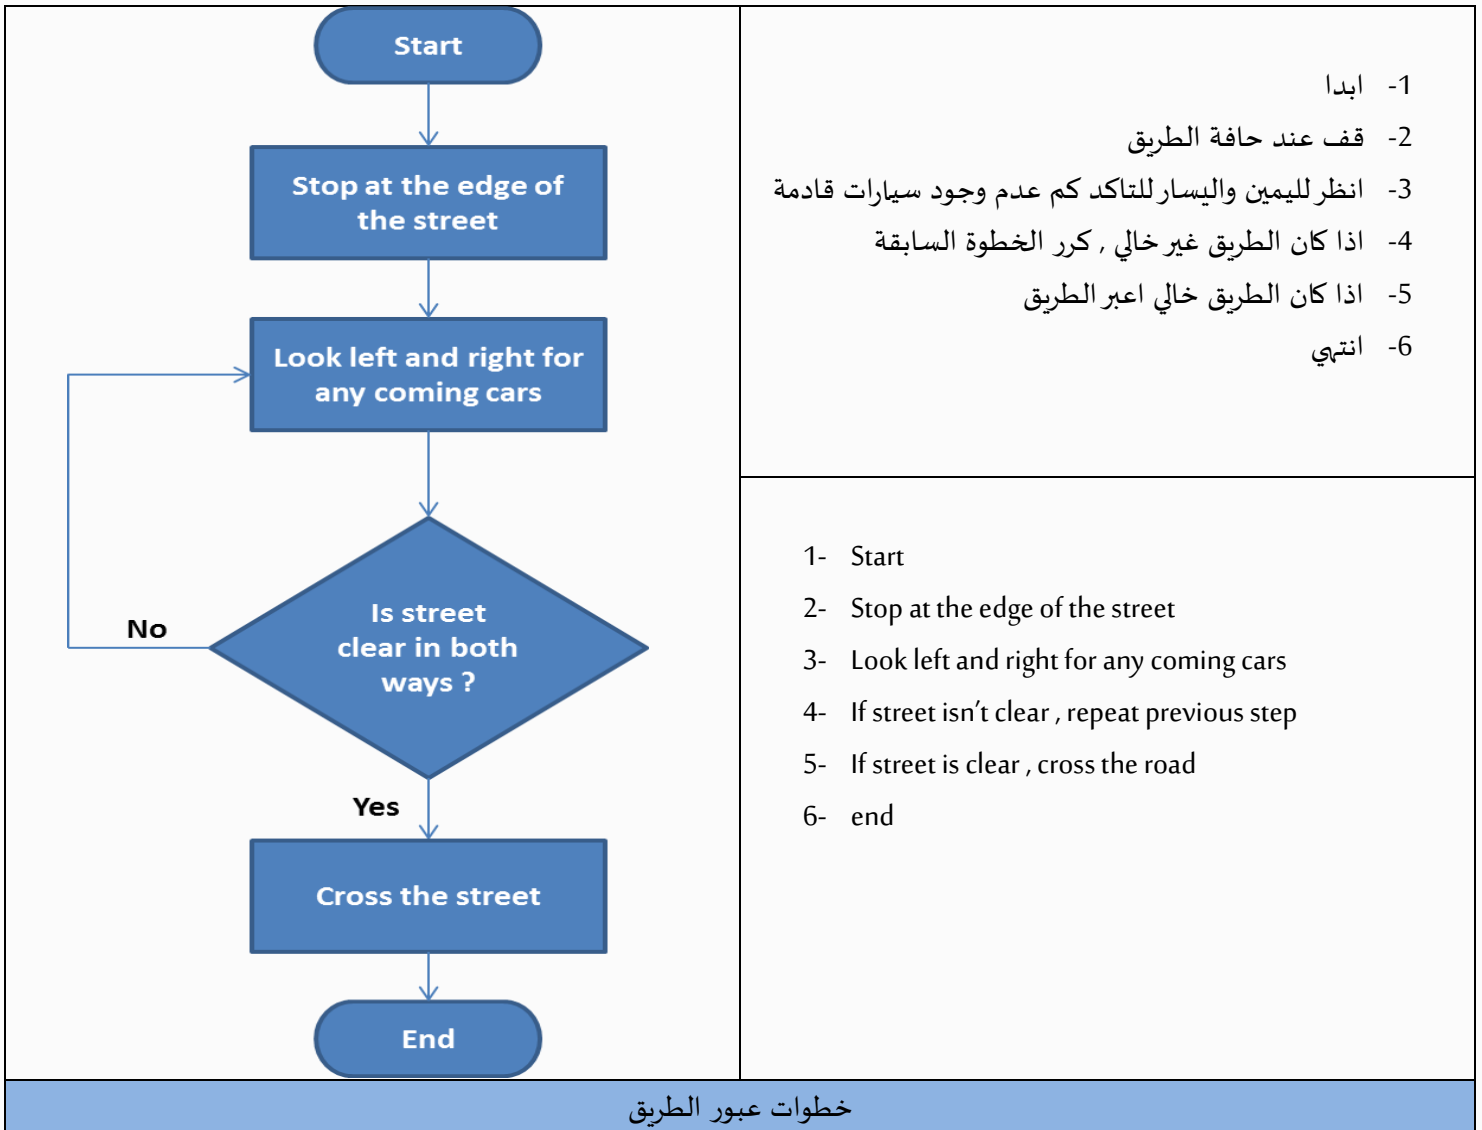 Start
Stop at the edge of
the street
Look left and right for
any coming cars
Is street
clear in both
ways ?
No
Yes
Cross the street
End
1- ابدا
2- قف عند حافة الطريق
3- انظر لليمين واليسار للتاكد كم عدم وجود سيارات قادمة
4- اذا كان الطريق غير خالي , كرر الخطوة السابقة
5- اذا كان الطريق خالي اعبر الطريق
6- انتهي
1- Start
2- Stop at the edge of the street
3- Look left and right for any coming cars
4- If street isn’t clear , repeat previous step
5- If street is clear , cross the road
6- end
خطوات عبور الطريق